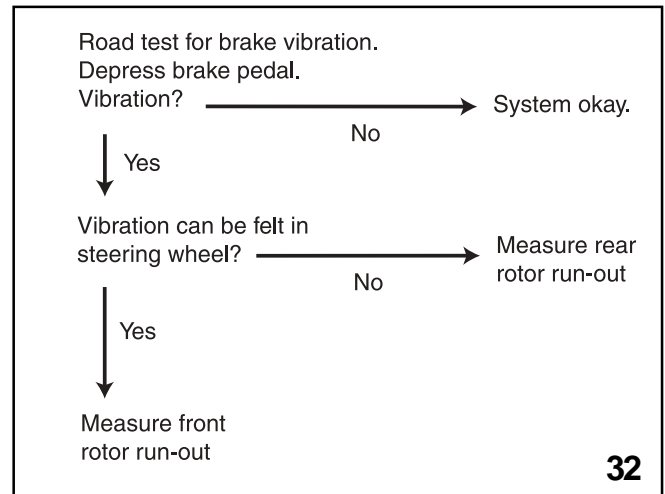 Road test for brake vibration.
Depress brake pedal.
Vibration?
No
System okay.
Yes
Vibration can be felt in
steering wheel?
No
Measure rear
rotor run-out
Yes
Measure front
rotor run-out
32